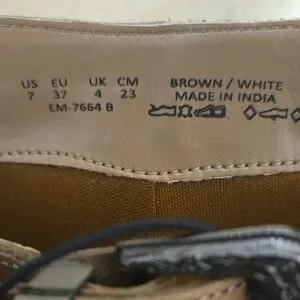 US EU UK CM BROWN / WHITE
7 37 4 23 MADE IN INDIA
EM-7664 B